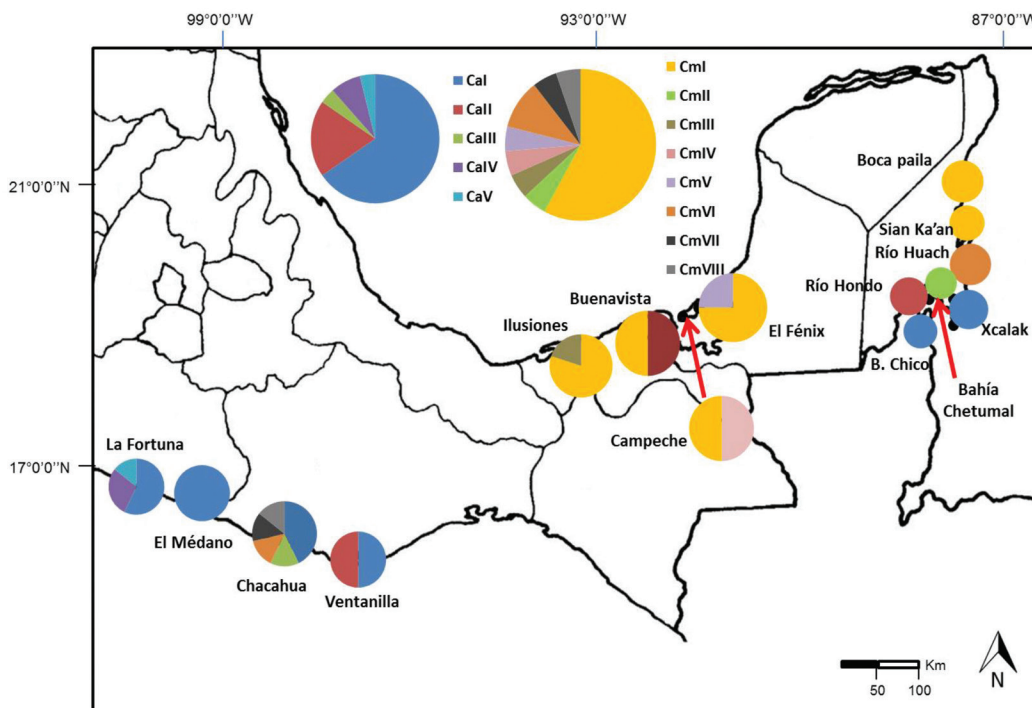 99°0'0''W
93°0'0''W
87°0'0''W
CaI
CaII
CaIII
CaIV
CaV
CmI
CmII
CmIII
CmIV
CmV
CmVI
CmVII
CmVIII
21°0'0''N
Boca paila
Sian Ka'an
Río Huach
Río Hondo
Buenavista
Ilusiones
El Fénix
Xcalak
B. Chico
Bahía
Chetumal
Campeche
17°0'0''N
La Fortuna
El Médano
Chacahua
Ventanilla
Km
50
100
N